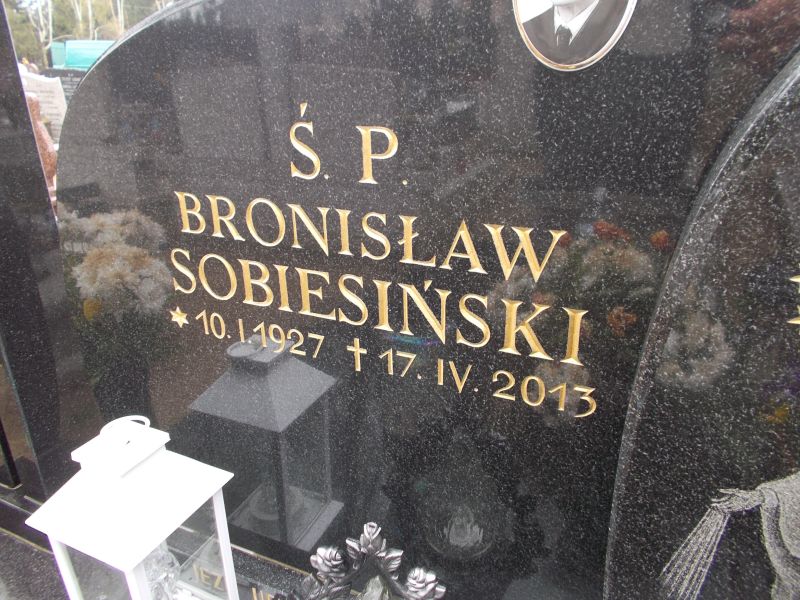 Ś. P.
BRONISŁAW
SOBIESIŃSKI
* 10. I. 1927 ✝ 17. IV. 2013